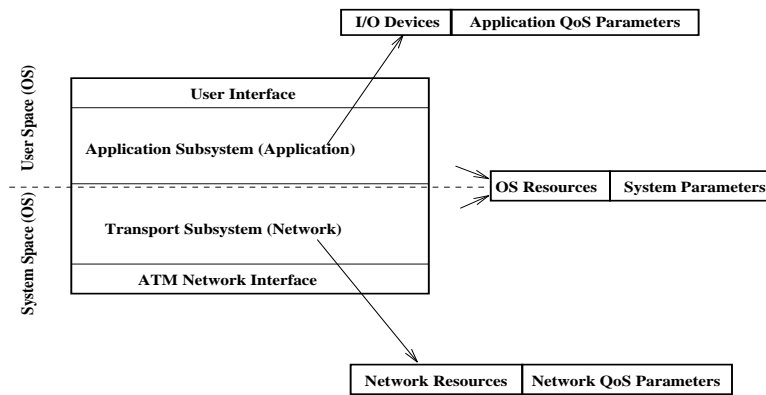 I/O Devices
Application QoS Parameters
User Space (OS)
User Interface
Application Subsystem (Application)
OS Resources
System Parameters
System Space (OS)
Transport Subsystem (Network)
ATM Network Interface
Network Resources
Network QoS Parameters